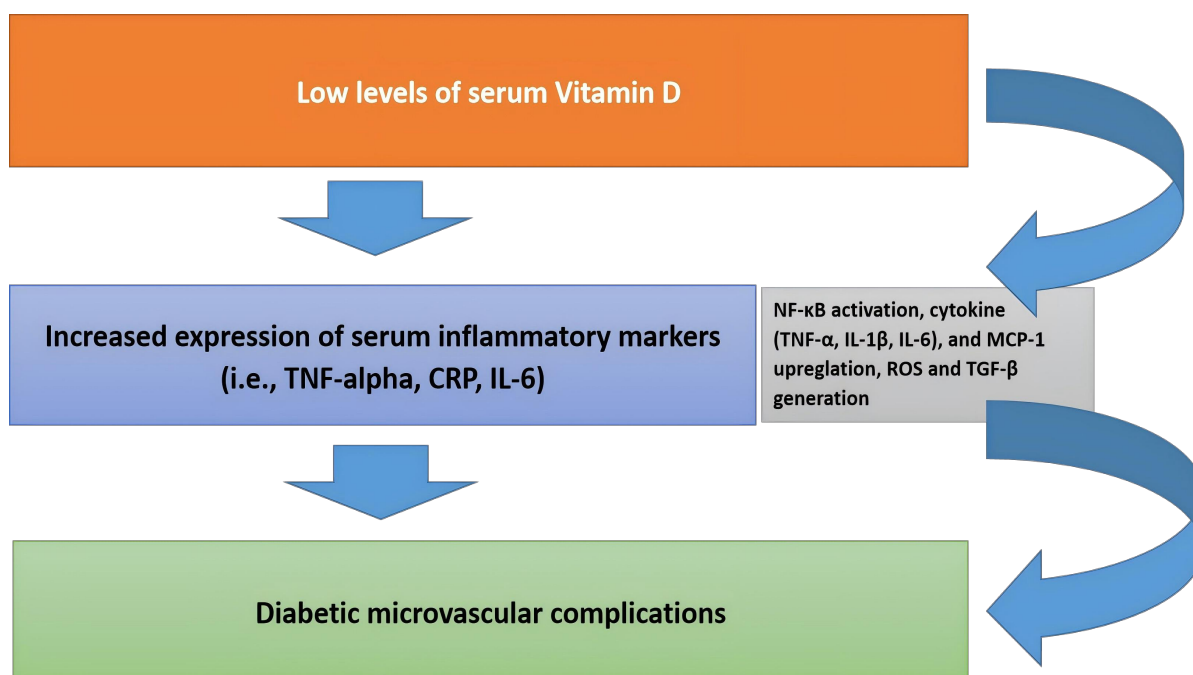 Low levels of serum Vitamin D
Increased expression of serum inflammatory markers
(i.e., TNF-alpha, CRP, IL-6)
NF-κB activation, cytokine
(TNF-α, IL-1β, IL-6), and MCP-1
upreglation, ROS and TGF-β
generation
Diabetic microvascular complications